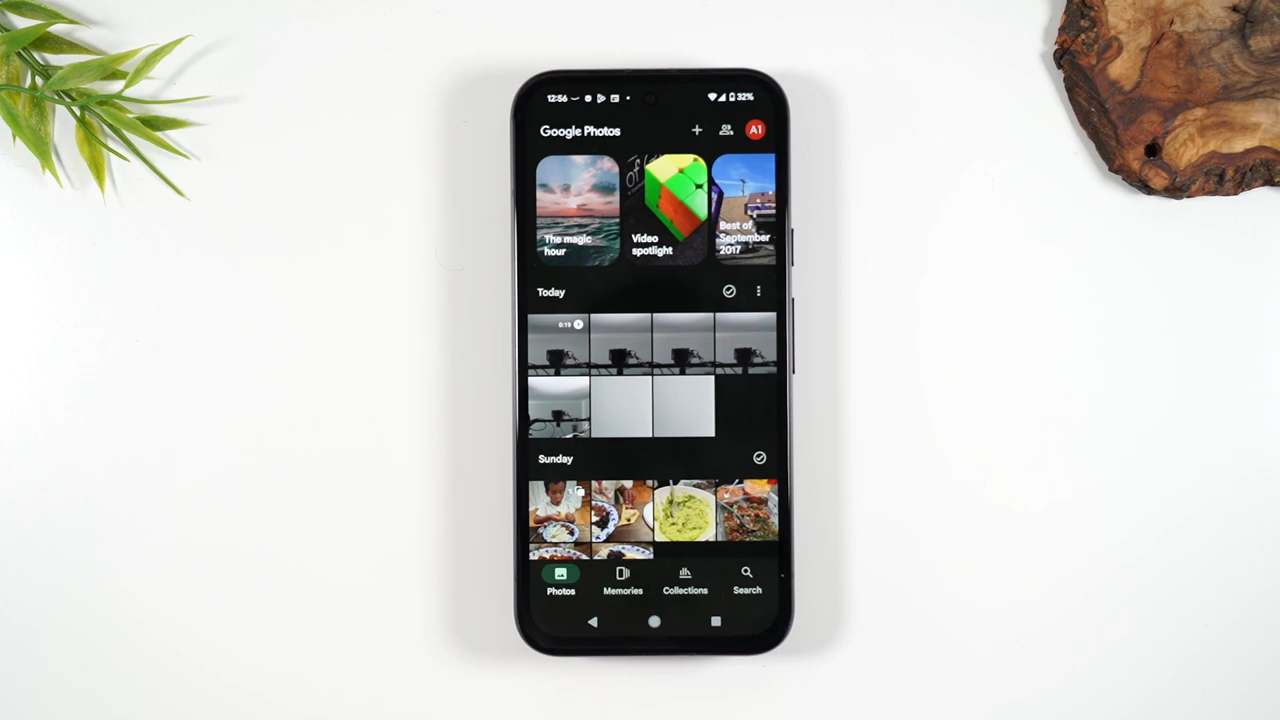 12:56
32%
Google Photos
A1
The magic
hour
of
Video
spotlight
Best of
September
2017
Today
0:19
Sunday
Photos
Memories
Collections
Search